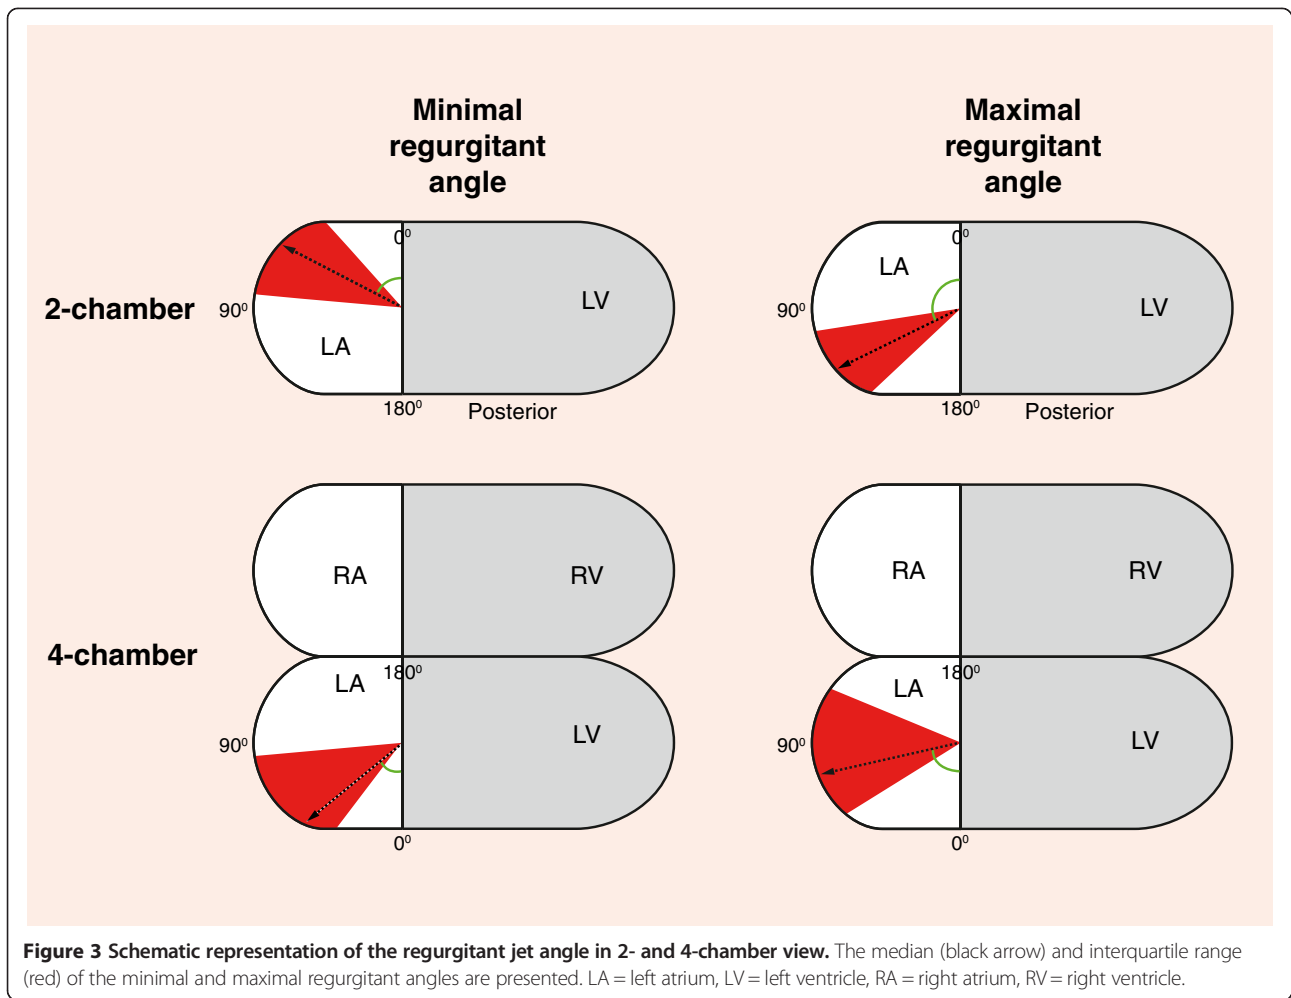 Minimal
regurgitant
angle
Maximal
regurgitant
angle
2-chamber
0⁰
90⁰
LA
LV
180⁰
Posterior
0⁰
LA
90⁰
LV
180⁰
Posterior
4-chamber
RA
RV
180⁰
LA
90⁰
LV
0⁰
RA
RV
180⁰
LA
90⁰
LV
0⁰
Figure 3 Schematic representation of the regurgitant jet angle in 2- and 4-chamber view. The median (black arrow) and interquartile range
(red) of the minimal and maximal regurgitant angles are presented. LA = left atrium, LV = left ventricle, RA = right atrium, RV = right ventricle.